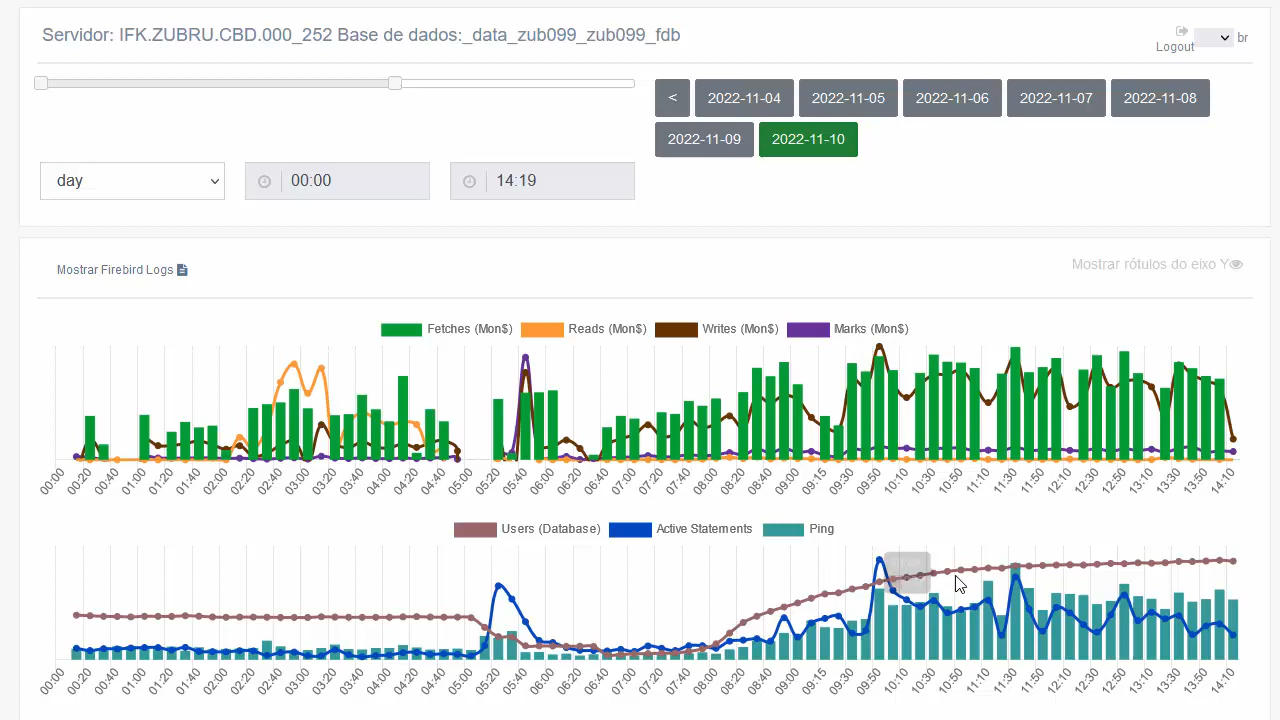 Servidor: IFK.ZUBRU.CBD.000_252 Base de dados:_data_zub099_zub099_fdb
Logout br
< 2022-11-04 2022-11-05 2022-11-06 2022-11-07 2022-11-08
2022-11-09 2022-11-10
day 00:00 14:19
Mostrar Firebird Logs Mostrar rótulos do eixo Y
Fetches (Mon$) Reads (Mon$) Writes (Mon$) Marks (Mon$)
00:00 00:20 00:40 01:00 01:20 01:40 02:00 02:20 02:40 03:00 03:20 03:40 04:00 04:20 04:40 05:00 05:20 05:40 06:00 06:20 06:40 07:00 07:20 07:40 08:00 08:20 08:40 09:00 09:15 09:30 09:50 10:10 10:30 10:50 11:10 11:30 11:50 12:10 12:30 12:50 13:10 13:30 13:50 14:10
Users (Database) Active Statements Ping
00:00 00:20 00:40 01:00 01:20 01:40 02:00 02:20 02:40 03:00 03:20 03:40 04:00 04:20 04:40 05:00 05:20 05:40 06:00 06:20 06:40 07:00 07:20 07:40 08:00 08:20 08:40 09:00 09:15 09:30 09:50 10:10 10:30 10:50 11:10 11:30 11:50 12:10 12:30 12:50 13:10 13:30 13:50 14:10